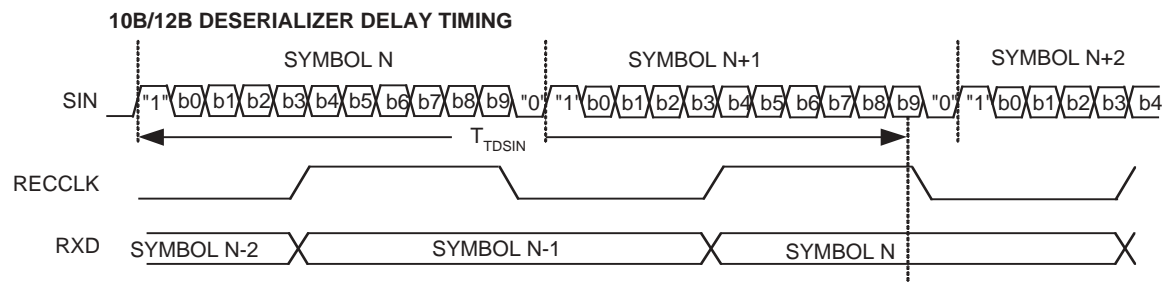 10B/12B DESERIALIZER DELAY TIMING
SYMBOL N SYMBOL N+1 SYMBOL N+2
SIN "1" b0 b1 b2 b3 b4 b5 b6 b7 b8 b9 "0" "1" b0 b1 b2 b3 b4 b5 b6 b7 b8 b9 "0" "1" b0 b1 b2 b3 b4
TTDSIN
RECCLK
RXD SYMBOL N-2 SYMBOL N-1 SYMBOL N